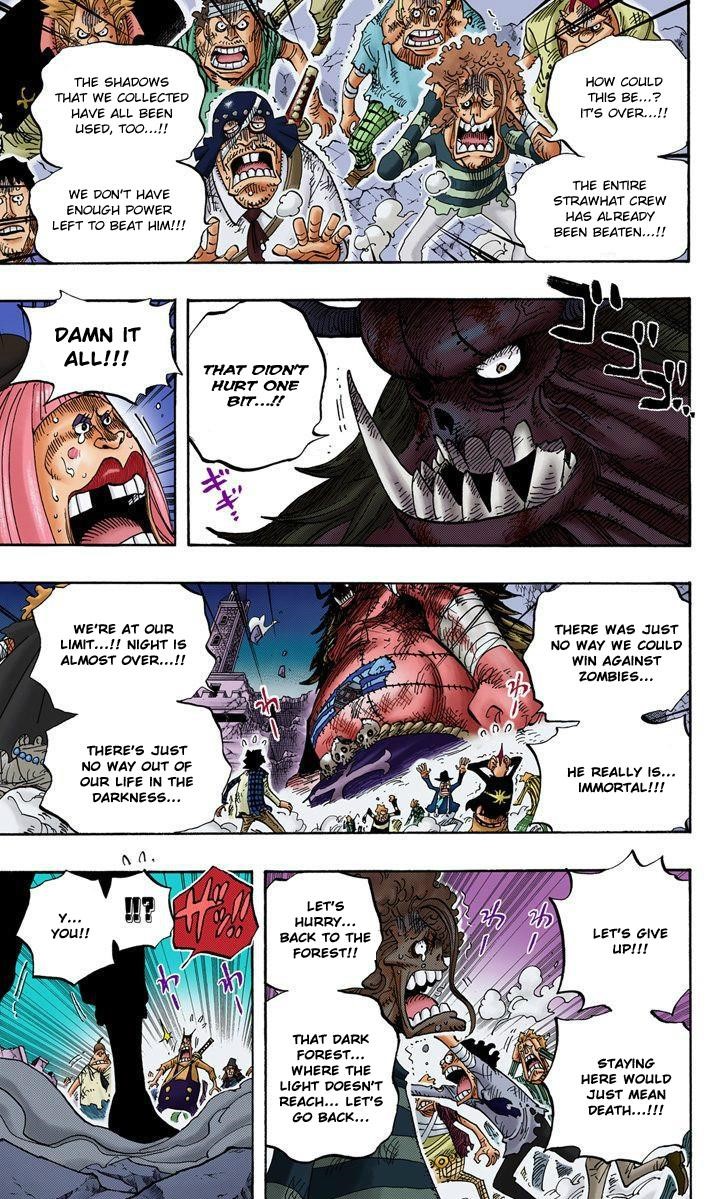 HOW COULD
THIS BE...?
IT'S OVER...!!
THE ENTIRE
STRAWHAT CREW
HAS ALREADY
BEEN BEATEN...!!
THE SHADOWS
THAT WE COLLECTED
HAVE ALL BEEN
USED, TOO...!!
WE DON'T HAVE
ENOUGH POWER
LEFT TO BEAT HIM!!!
ゴゴゴ
THAT DIDN'T
HURT ONE
BIT...!!
ギギ
DAMN IT
ALL!!!
THERE WAS JUST
NO WAY WE COULD
WIN AGAINST
ZOMBIES...
HE REALLY IS...
IMMORTAL!!!
わ
わ
WE'RE AT OUR
LIMIT...!! NIGHT IS
ALMOST OVER...!!
THERE'S JUST
NO WAY OUT OF
OUR LIFE IN THE
DARKNESS...
LET'S GIVE
UP!!!
STAYING
HERE WOULD
JUST MEAN
DEATH...!!!
わ
わ
LET'S
HURRY...
BACK TO THE
FOREST!!
THAT DARK
FOREST...
WHERE THE
LIGHT DOESN'T
REACH... LET'S
GO BACK...
ザッ!!
!!?
Y...
YOU!!